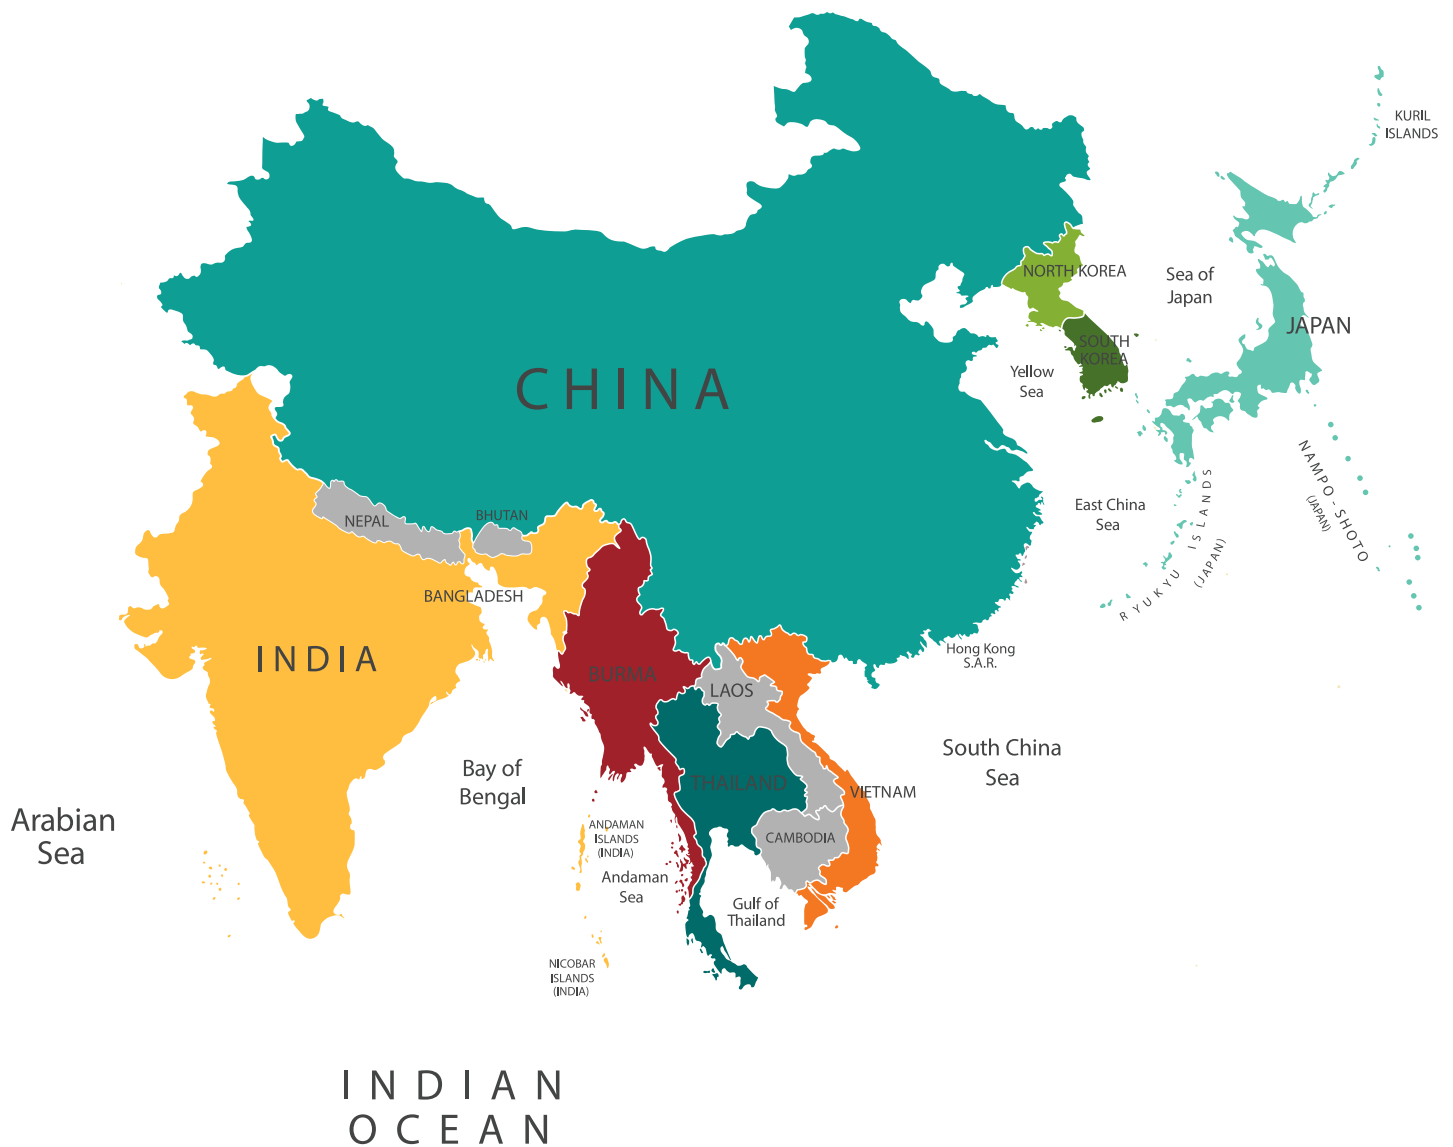 KURIL
ISLANDS
NORTH KOREA
Sea of
Japan
JAPAN
SOUTH
KOREA
Yellow
Sea
CHINA
NAMPO - SHOTO
(JAPAN)
RYUKYU ISLANDS
(JAPAN)
East China
Sea
NEPAL
BHUTAN
BANGLADESH
INDIA
Hong Kong
S.A.R.
BURMA
LAOS
South China
Sea
Bay of
Bengal
THAILAND
VIETNAM
Arabian
Sea
ANDAMAN
ISLANDS
(INDIA)
CAMBODIA
Andaman
Sea
Gulf of
Thailand
NICOBAR
ISLANDS
(INDIA)
INDIAN
OCEAN